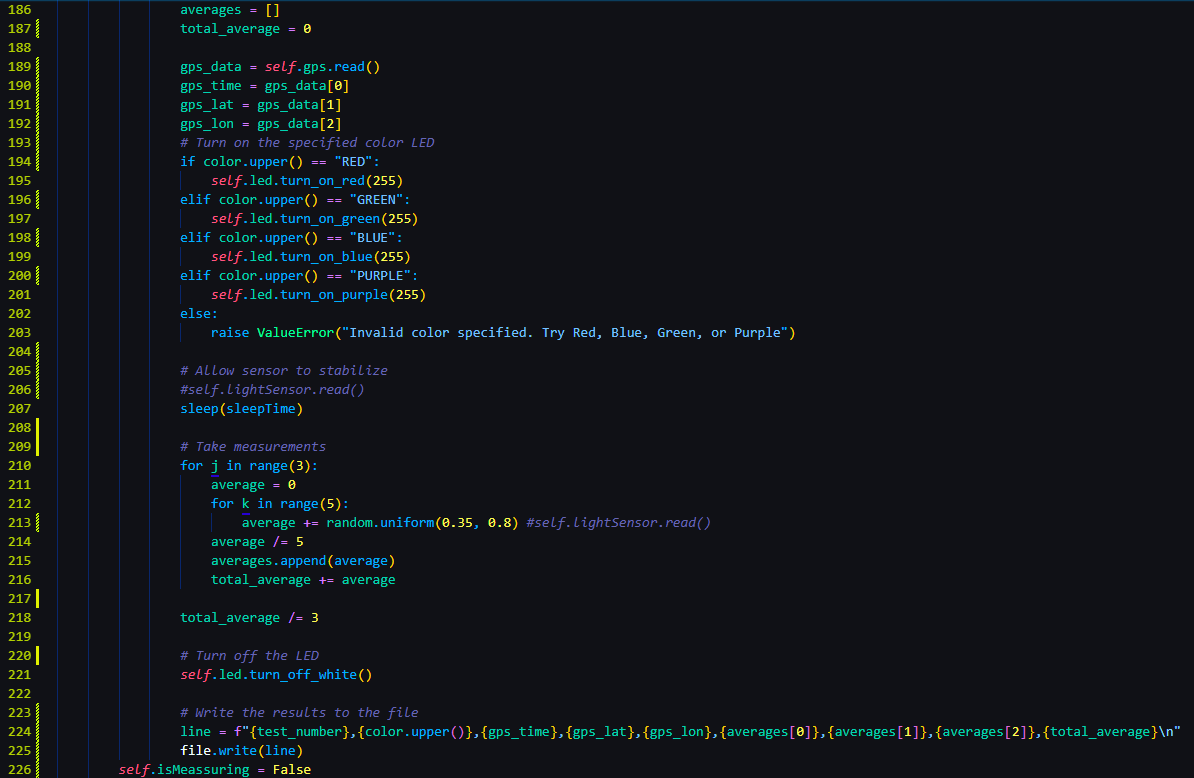 186 averages = []
187 total_average = 0
188
189 gps_data = self.gps.read()
190 gps_time = gps_data[0]
191 gps_lat = gps_data[1]
192 gps_lon = gps_data[2]
193 # Turn on the specified color LED
194 if color.upper() == "RED":
195 self.led.turn_on_red(255)
196 elif color.upper() == "GREEN":
197 self.led.turn_on_green(255)
198 elif color.upper() == "BLUE":
199 self.led.turn_on_blue(255)
200 elif color.upper() == "PURPLE":
201 self.led.turn_on_purple(255)
202 else:
203 raise ValueError("Invalid color specified. Try Red, Blue, Green, or Purple")
204
205 # Allow sensor to stabilize
206 #self.lightSensor.read()
207 sleep(sleepTime)
208
209 # Take measurements
210 for j in range(3):
211 average = 0
212 for k in range(5):
213 average += random.uniform(0.35, 0.8) #self.lightSensor.read()
214 average /= 5
215 averages.append(average)
216 total_average += average
217
218 total_average /= 3
219
220 # Turn off the LED
221 self.led.turn_off_white()
222
223 # Write the results to the file
224 line = f"{test_number},{color.upper()},{gps_time},{gps_lat},{gps_lon},{averages[0]},{averages[1]},{averages[2]},{total_average}\n"
225 file.write(line)
226 self.isMeassuring = False